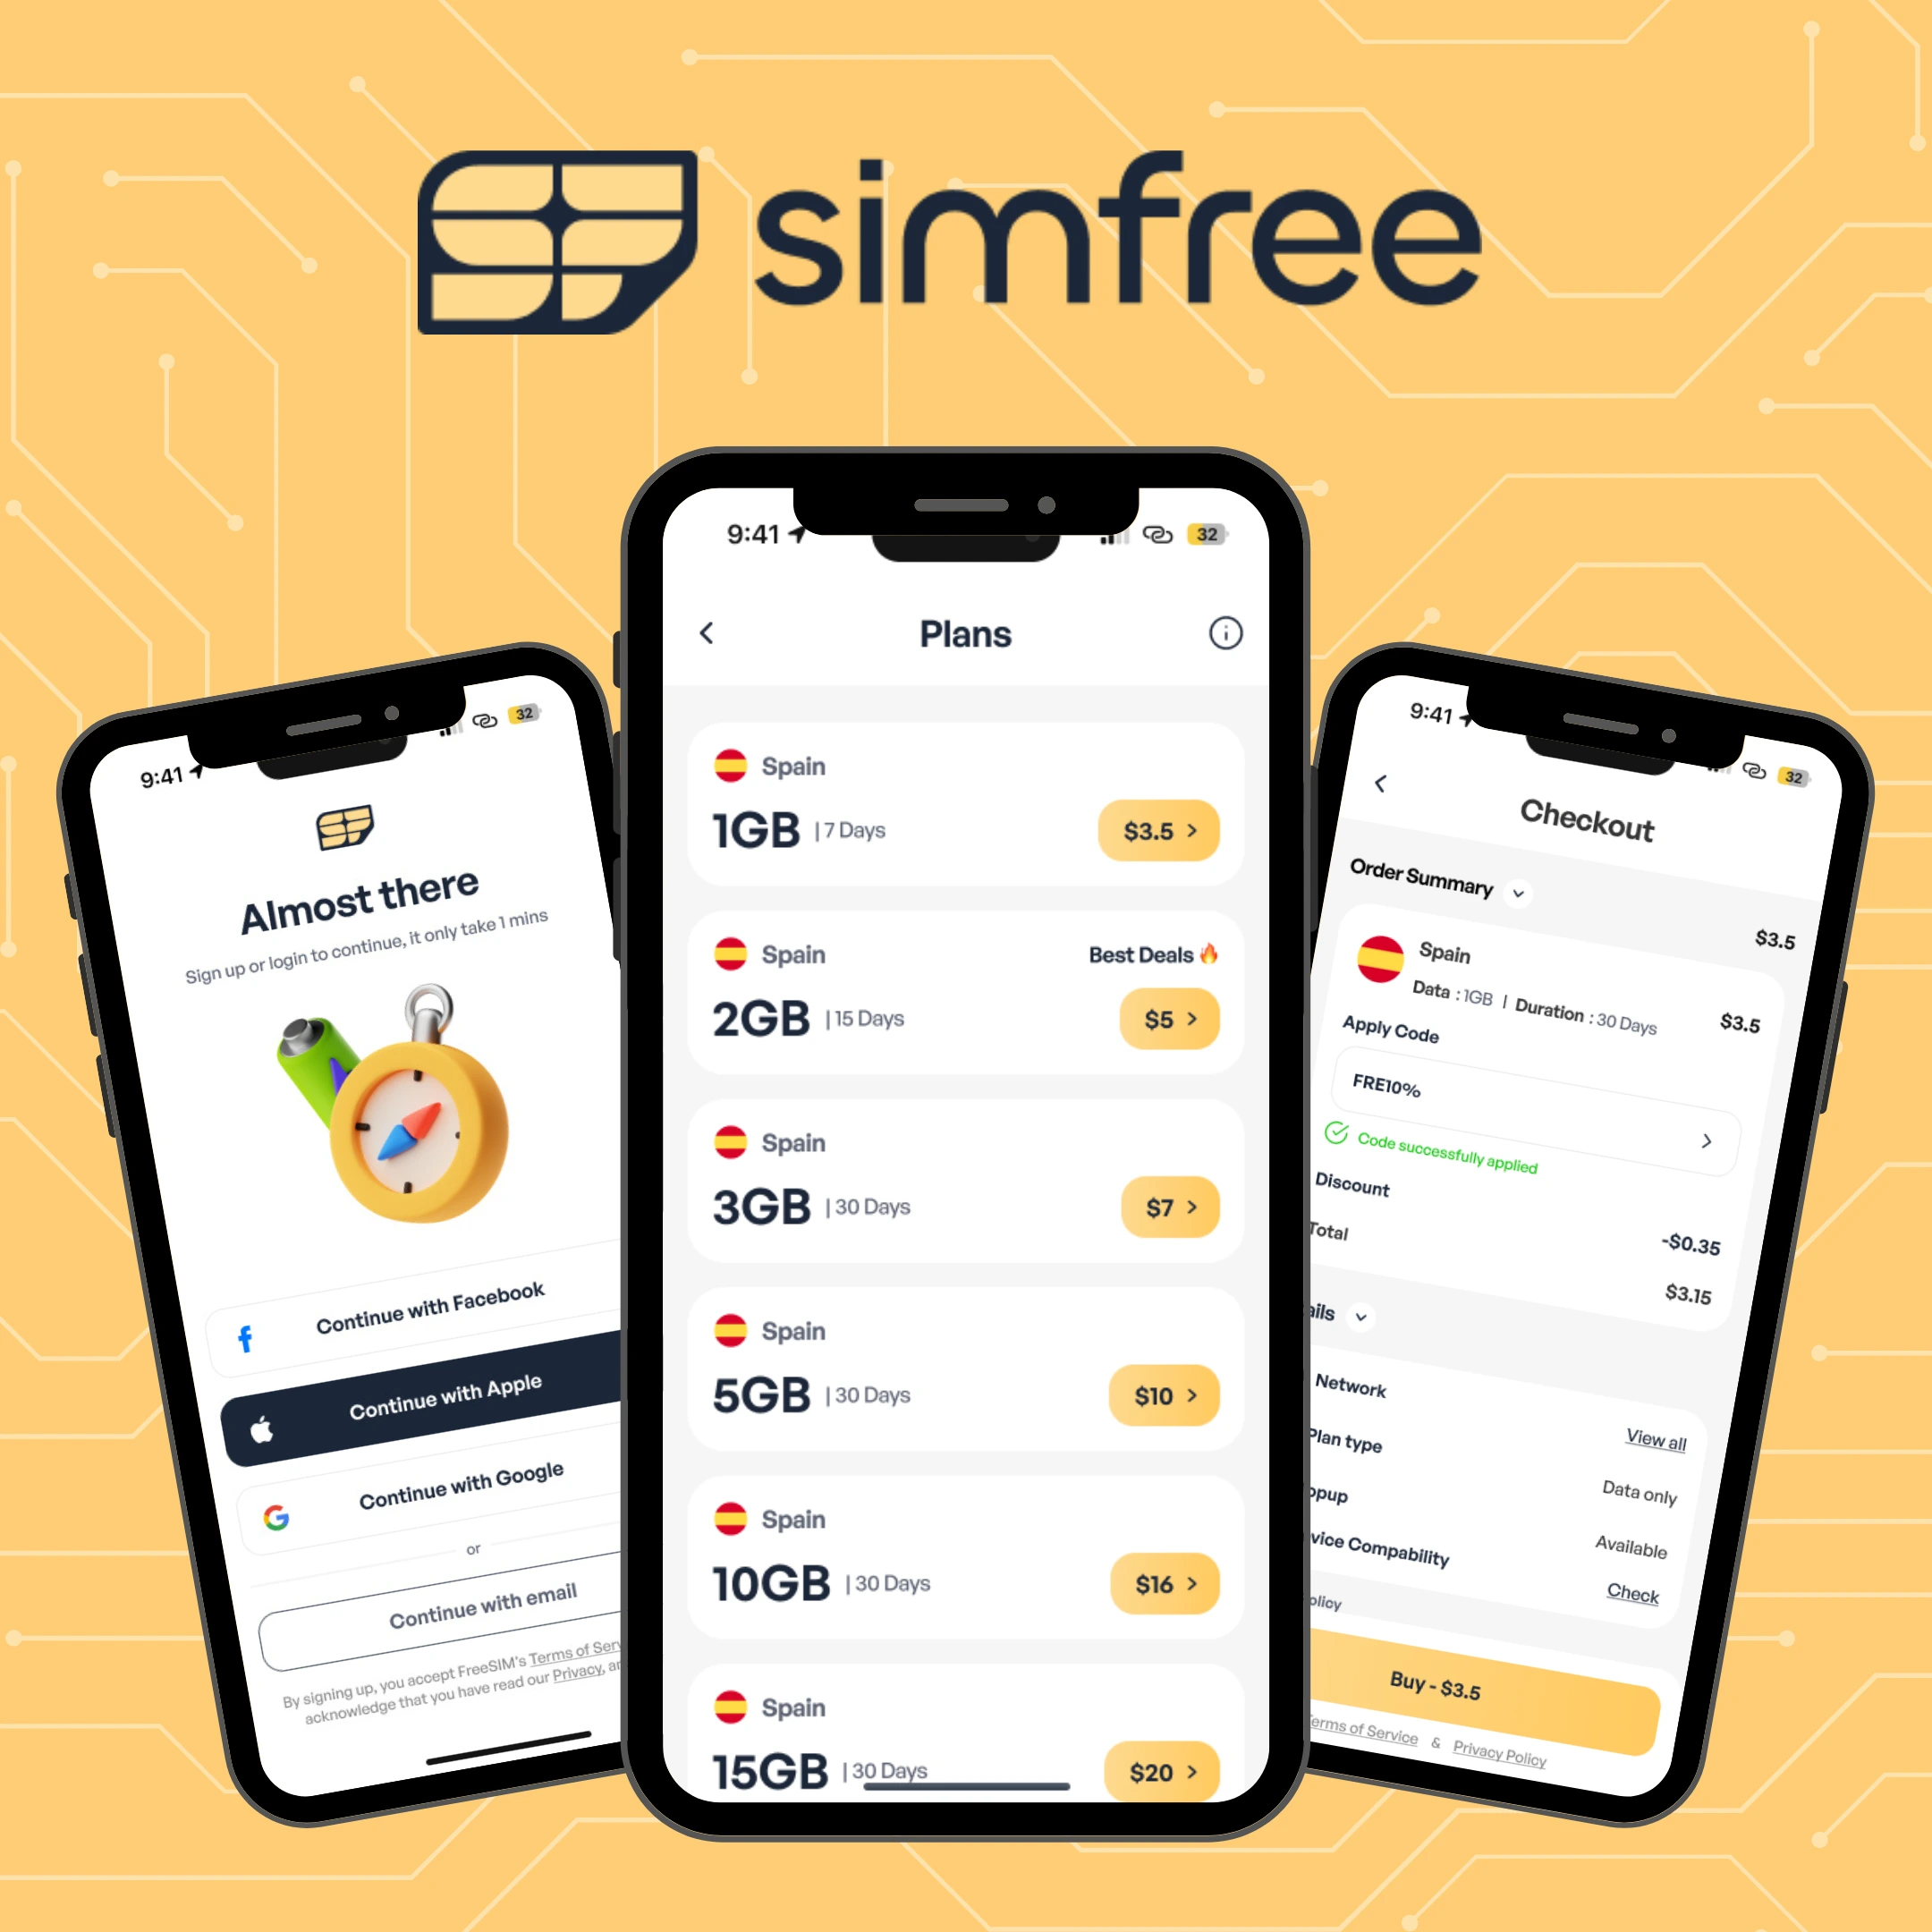 simfree
9:41
32
Almost there
Sign up or login to continue, it only take 1 mins
Continue with Facebook
Continue with Apple
Continue with Google
or
Continue with email
By signing up, you accept FreeSIM's Terms of Serv
acknowledge that you have read our Privacy, a
9:41
32
Plans
Spain
1GB | 7 Days $3.5 >
Spain Best Deals 🔥
2GB | 15 Days $5 >
Spain
3GB | 30 Days $7 >
Spain
5GB | 30 Days $10 >
Spain
10GB | 30 Days $16 >
Spain
15GB | 30 Days $20 >
9:41
32
Checkout
Order Summary
$3.5
Spain
Data : 1GB | Duration : 30 Days
$3.5
Apply Code
FRE10%
Code successfully applied
Discount
-$0.35
Total
$3.15
ails
Network
View all
Plan type
Data only
opup
Available
vice Compability
Check
olicy
Buy - $3.5
Terms of Service & Privacy Policy